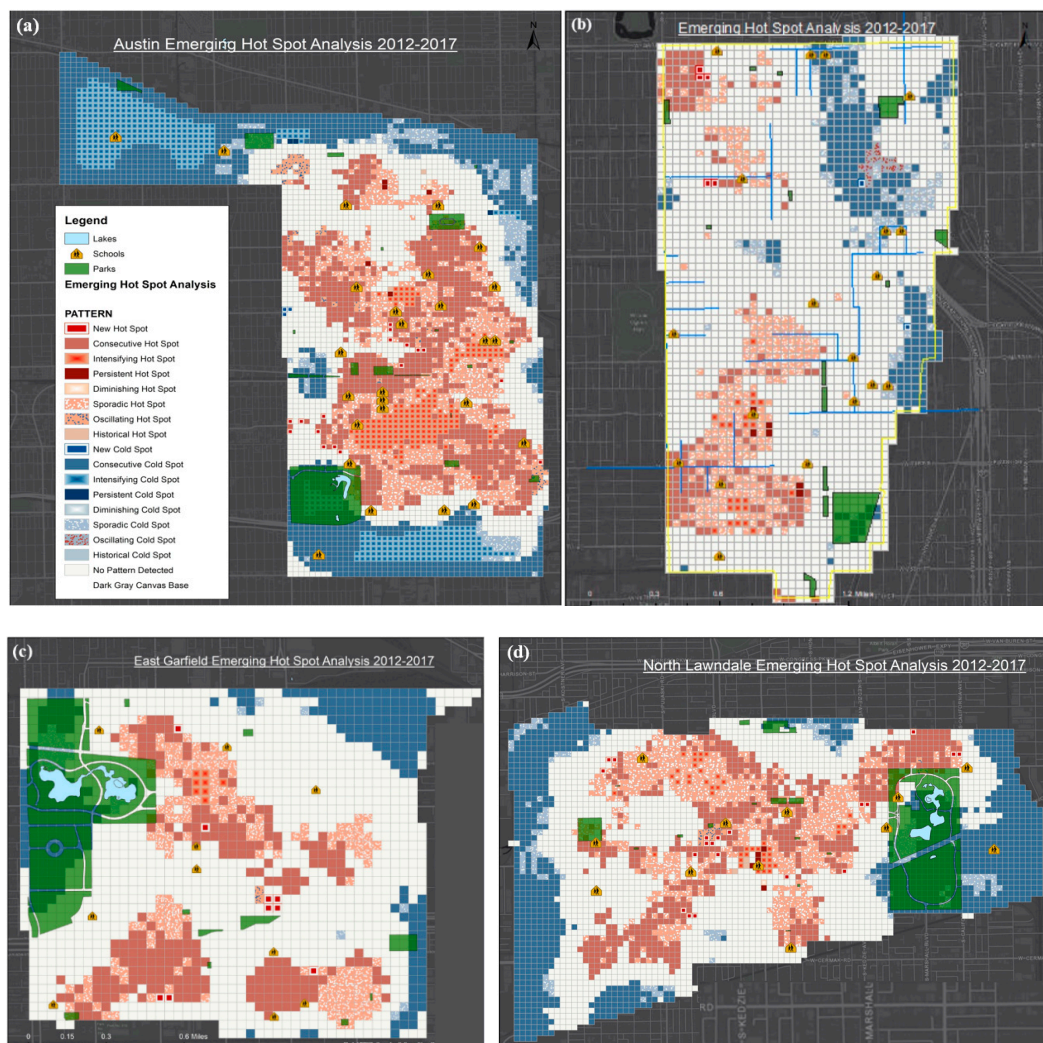 (a)
Austin Emerging Hot Spot Analysis 2012-2017
N
Legend
Lakes
Schools
Parks
Emerging Hot Spot Analysis
PATTERN
New Hot Spot
Consecutive Hot Spot
Intensifying Hot Spot
Persistent Hot Spot
Diminishing Hot Spot
Sporadic Hot Spot
Oscillating Hot Spot
Historical Hot Spot
New Cold Spot
Consecutive Cold Spot
Intensifying Cold Spot
Persistent Cold Spot
Diminishing Cold Spot
Sporadic Cold Spot
Oscillating Cold Spot
Historical Cold Spot
No Pattern Detected
Dark Gray Canvas Base
(b)
Emerging Hot Spot Analysis 2012-2017
N
0 0.3 0.6 1.2 Miles
(c)
East Garfield Emerging Hot Spot Analysis 2012-2017
0 0.15 0.3 0.6 Miles
(d)
North Lawndale Emerging Hot Spot Analysis 2012-2017
RD
S KEDZIE
MARSHALL